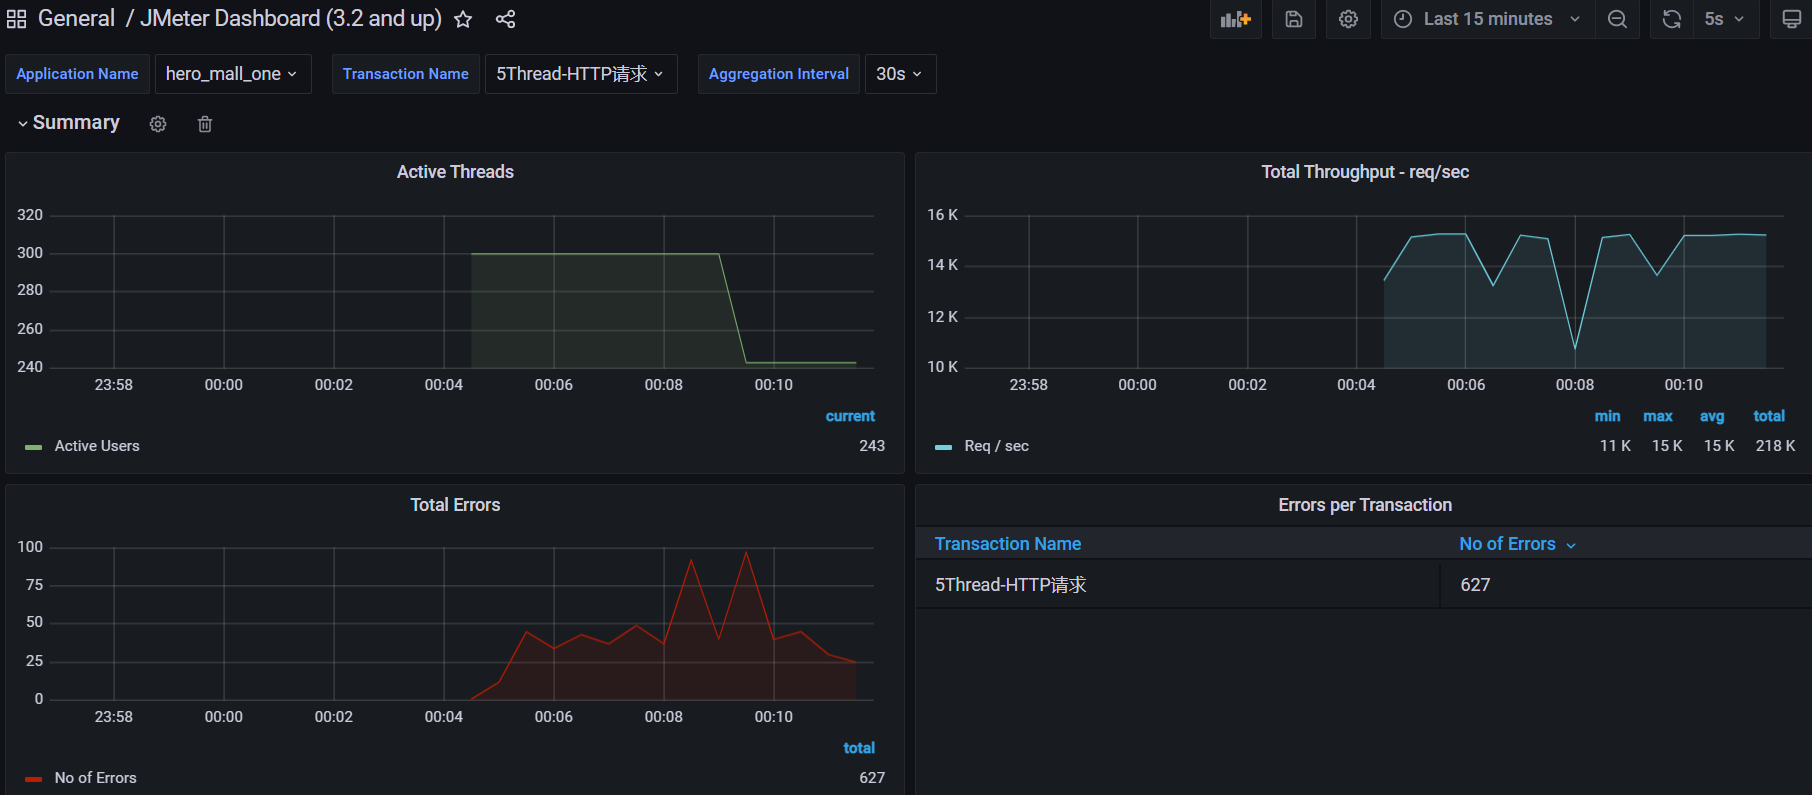 General / JMeter Dashboard (3.2 and up)
Last 15 minutes
5s
Application Name hero_mall_one Transaction Name 5Thread-HTTP请求 Aggregation Interval 30s
Summary
Active Threads
320
300
280
260
240
23:58 00:00 00:02 00:04 00:06 00:08 00:10
current
Active Users 243
Total Throughput - req/sec
16 K
14 K
12 K
10 K
23:58 00:00 00:02 00:04 00:06 00:08 00:10
min max avg total
Req / sec 11 K 15 K 15 K 218 K
Total Errors
100
75
50
25
0
23:58 00:00 00:02 00:04 00:06 00:08 00:10
total
No of Errors 627
Errors per Transaction
Transaction Name No of Errors
5Thread-HTTP请求 627